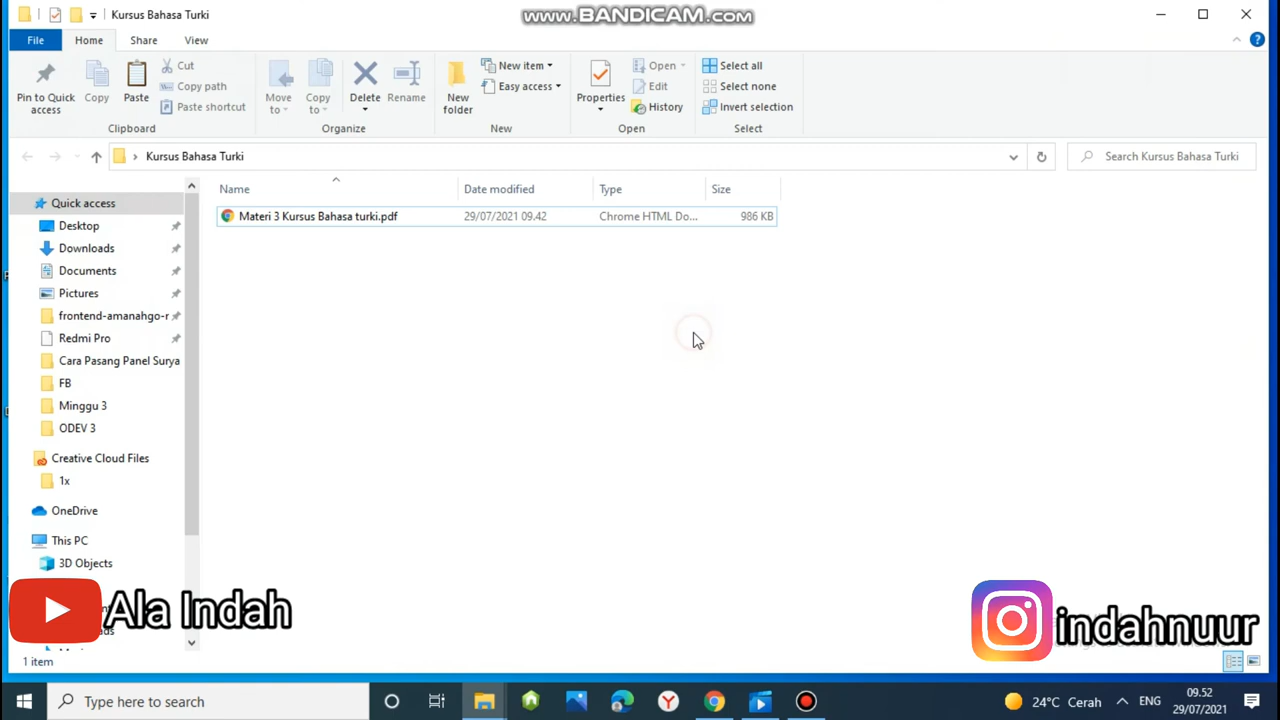 Kursus Bahasa Turki
www.BANDICAM.com
File Home Share View
Pin to Quick access
Copy
Paste
Cut
Copy path
Paste shortcut
Clipboard
Move to
Copy to
Delete
Rename
Organize
New folder
New item
Easy access
New
Properties
Open
Edit
History
Open
Select all
Select none
Invert selection
Select
Kursus Bahasa Turki
Search Kursus Bahasa Turki
Name Date modified Type Size
Materi 3 Kursus Bahasa turki.pdf 29/07/2021 09.42 Chrome HTML Do... 986 KB
Quick access
Desktop
Downloads
Documents
Pictures
frontend-amanahgo-r
Redmi Pro
Cara Pasang Panel Surya
FB
Minggu 3
ODEV 3
Creative Cloud Files
1x
OneDrive
This PC
3D Objects
Ala Indah
indahnuur
1 item
Type here to search
24°C Cerah
ENG
09.52
29/07/2021